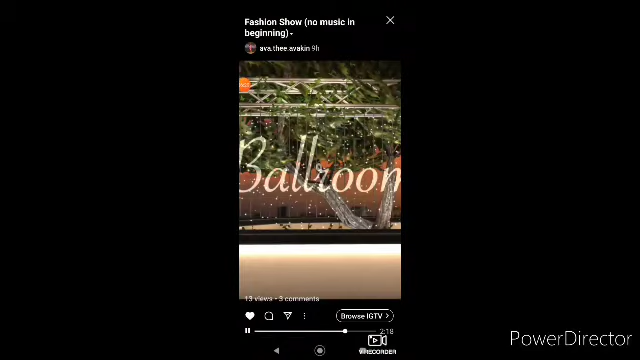 Fashion Show (no music in
beginning)
ava.thee.avakin 9h
Ballroom
13 views • 3 comments
Browse IGTV >
2:18
RECORDER
PowerDirector